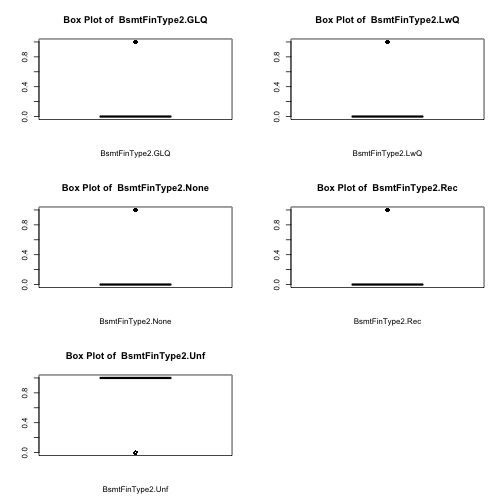 Box Plot of BsmtFinType2.GLQ
0.0 0.4 0.8
BsmtFinType2.GLQ
Box Plot of BsmtFinType2.LwQ
0.0 0.4 0.8
BsmtFinType2.LwQ
Box Plot of BsmtFinType2.None
0.0 0.4 0.8
BsmtFinType2.None
Box Plot of BsmtFinType2.Rec
0.0 0.4 0.8
BsmtFinType2.Rec
Box Plot of BsmtFinType2.Unf
0.0 0.4 0.8
BsmtFinType2.Unf